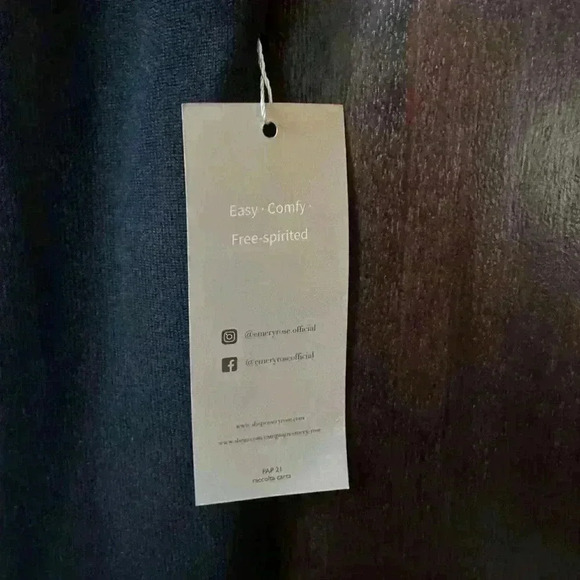 Easy · Comfy ·
Free-spirited
@emeryrose.official
@emeryroseofficial
PAP 21
raccolta carta